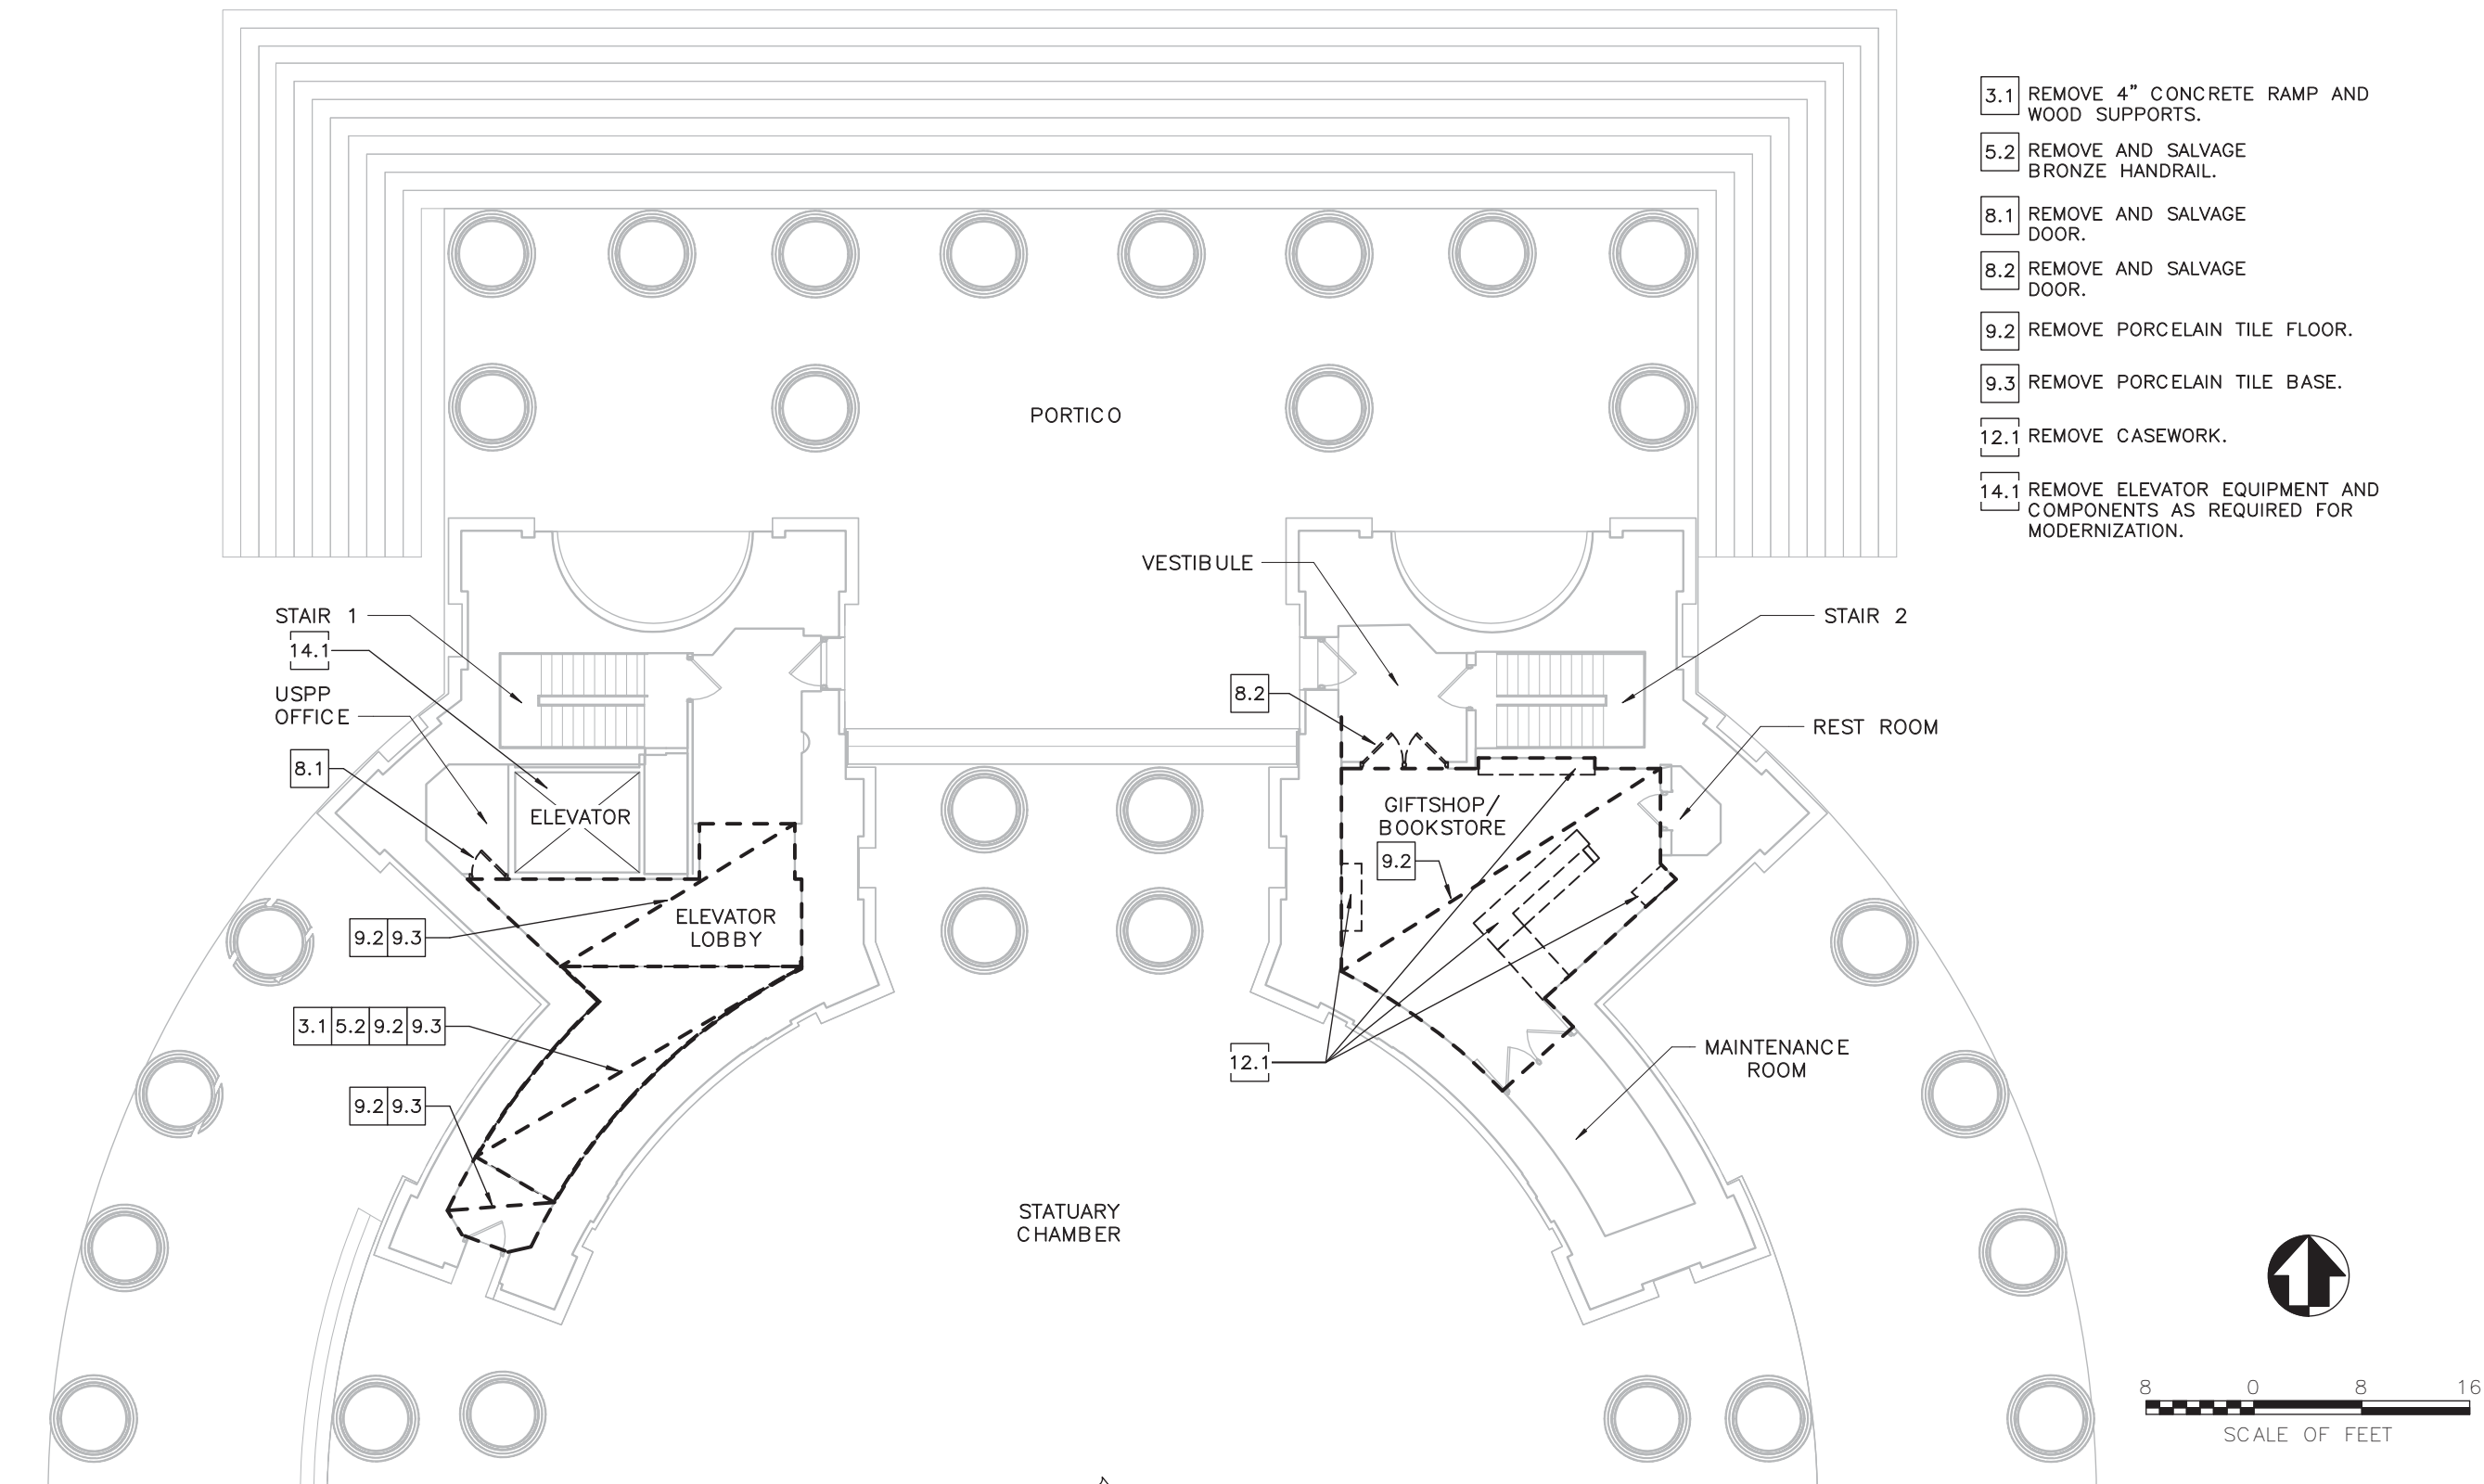 3.1 REMOVE 4” CONCRETE RAMP AND
WOOD SUPPORTS.
5.2 REMOVE AND SALVAGE
BRONZE HANDRAIL.
8.1 REMOVE AND SALVAGE
DOOR.
8.2 REMOVE AND SALVAGE
DOOR.
9.2 REMOVE PORCELAIN TILE FLOOR.
9.3 REMOVE PORCELAIN TILE BASE.
12.1 REMOVE CASEWORK.
14.1 REMOVE ELEVATOR EQUIPMENT AND
COMPONENTS AS REQUIRED FOR
MODERNIZATION.
PORTICO
VESTIBULE
STAIR 1
14.1
USPP
OFFICE
8.1
ELEVATOR
ELEVATOR
LOBBY
9.2 9.3
3.1 5.2 9.2 9.3
9.2 9.3
STAIR 2
8.2
REST ROOM
GIFTSHOP/
BOOKSTORE
9.2
12.1
MAINTENANCE
ROOM
STATUARY
CHAMBER
8 0 8 16
SCALE OF FEET